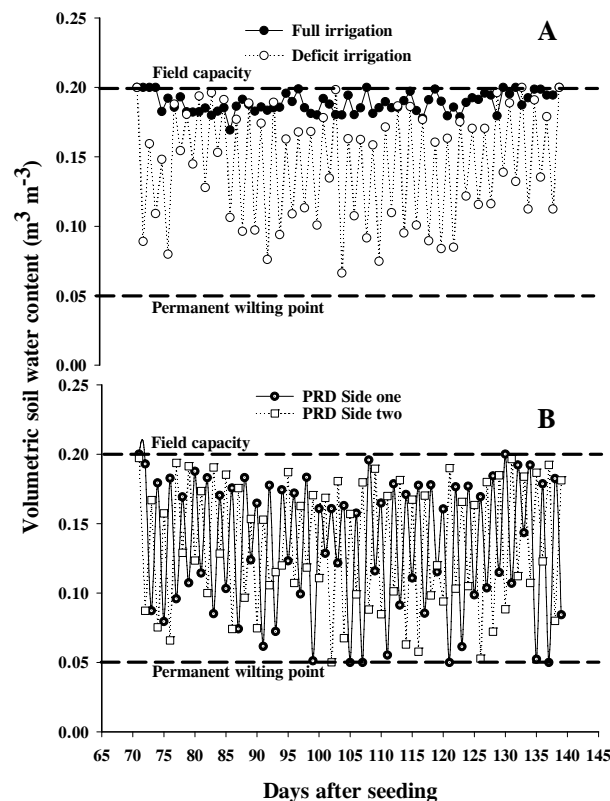 Full irrigation
A
Deficit irrigation
0.20
Field capacity
0.15
0.10
0.05
Permanent wilting point
0.00
Volumetric soil water content (m³ m⁻³)
0.25
PRD Side one
B
PRD Side two
0.20
Field capacity
0.15
0.10
0.05
Permanent wilting point
0.00
65 70 75 80 85 90 95 100 105 110 115 120 125 130 135 140 145
Days after seeding